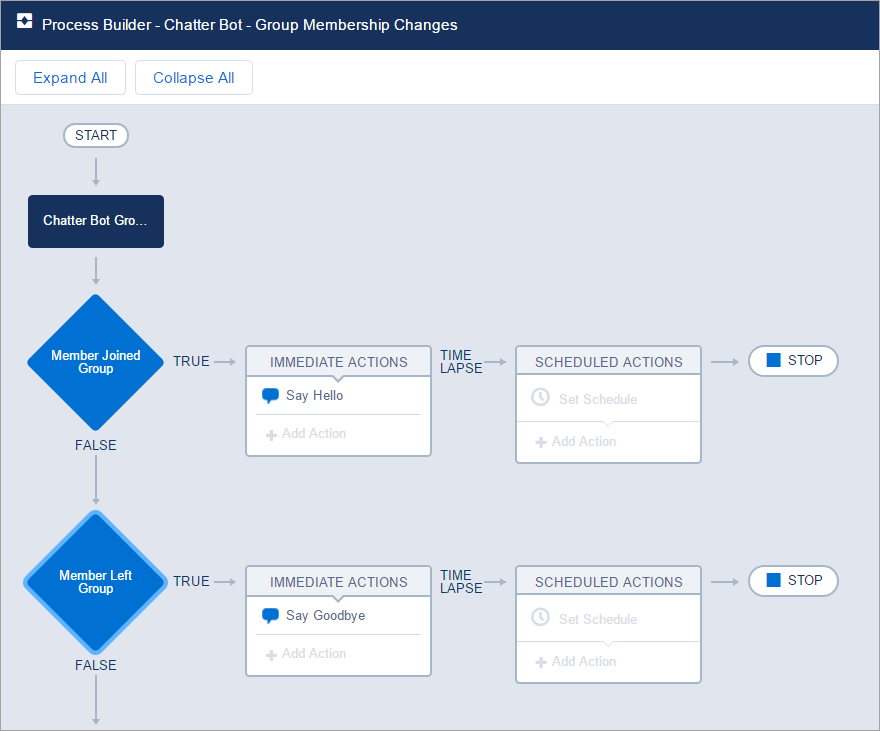 Process Builder - Chatter Bot - Group Membership Changes
Expand All
Collapse All
START
Chatter Bot Gro...
Member Joined
Group
TRUE
IMMEDIATE ACTIONS
Say Hello
Add Action
TIME
LAPSE
SCHEDULED ACTIONS
Set Schedule
Add Action
STOP
FALSE
Member Left
Group
TRUE
IMMEDIATE ACTIONS
Say Goodbye
Add Action
TIME
LAPSE
SCHEDULED ACTIONS
Set Schedule
Add Action
STOP
FALSE